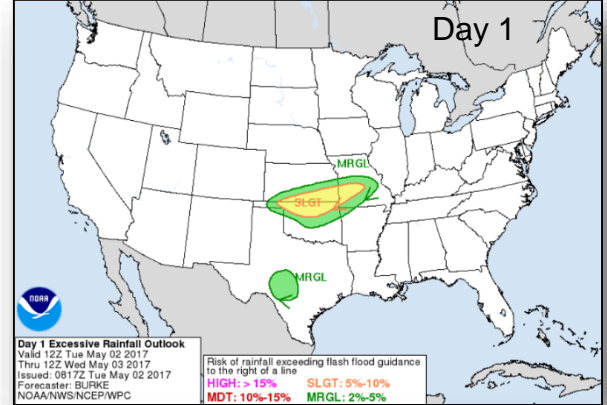 Day 1
MRGL
SLGT
MRGL
NOAA
Day 1 Excessive Rainfall Outlook
Valid 12Z Tue May 02 2017
Thru 12Z Wed May 03 2017
Issued: 0817Z Tue May 02 2017
Forecaster: BURKE
NOAA/NWS/NCEP/WPC
Risk of rainfall exceeding flash flood guidance
to the right of a line
HIGH: > 15% SLGT: 5%-10%
MDT: 10%-15% MRGL: 2%-5%